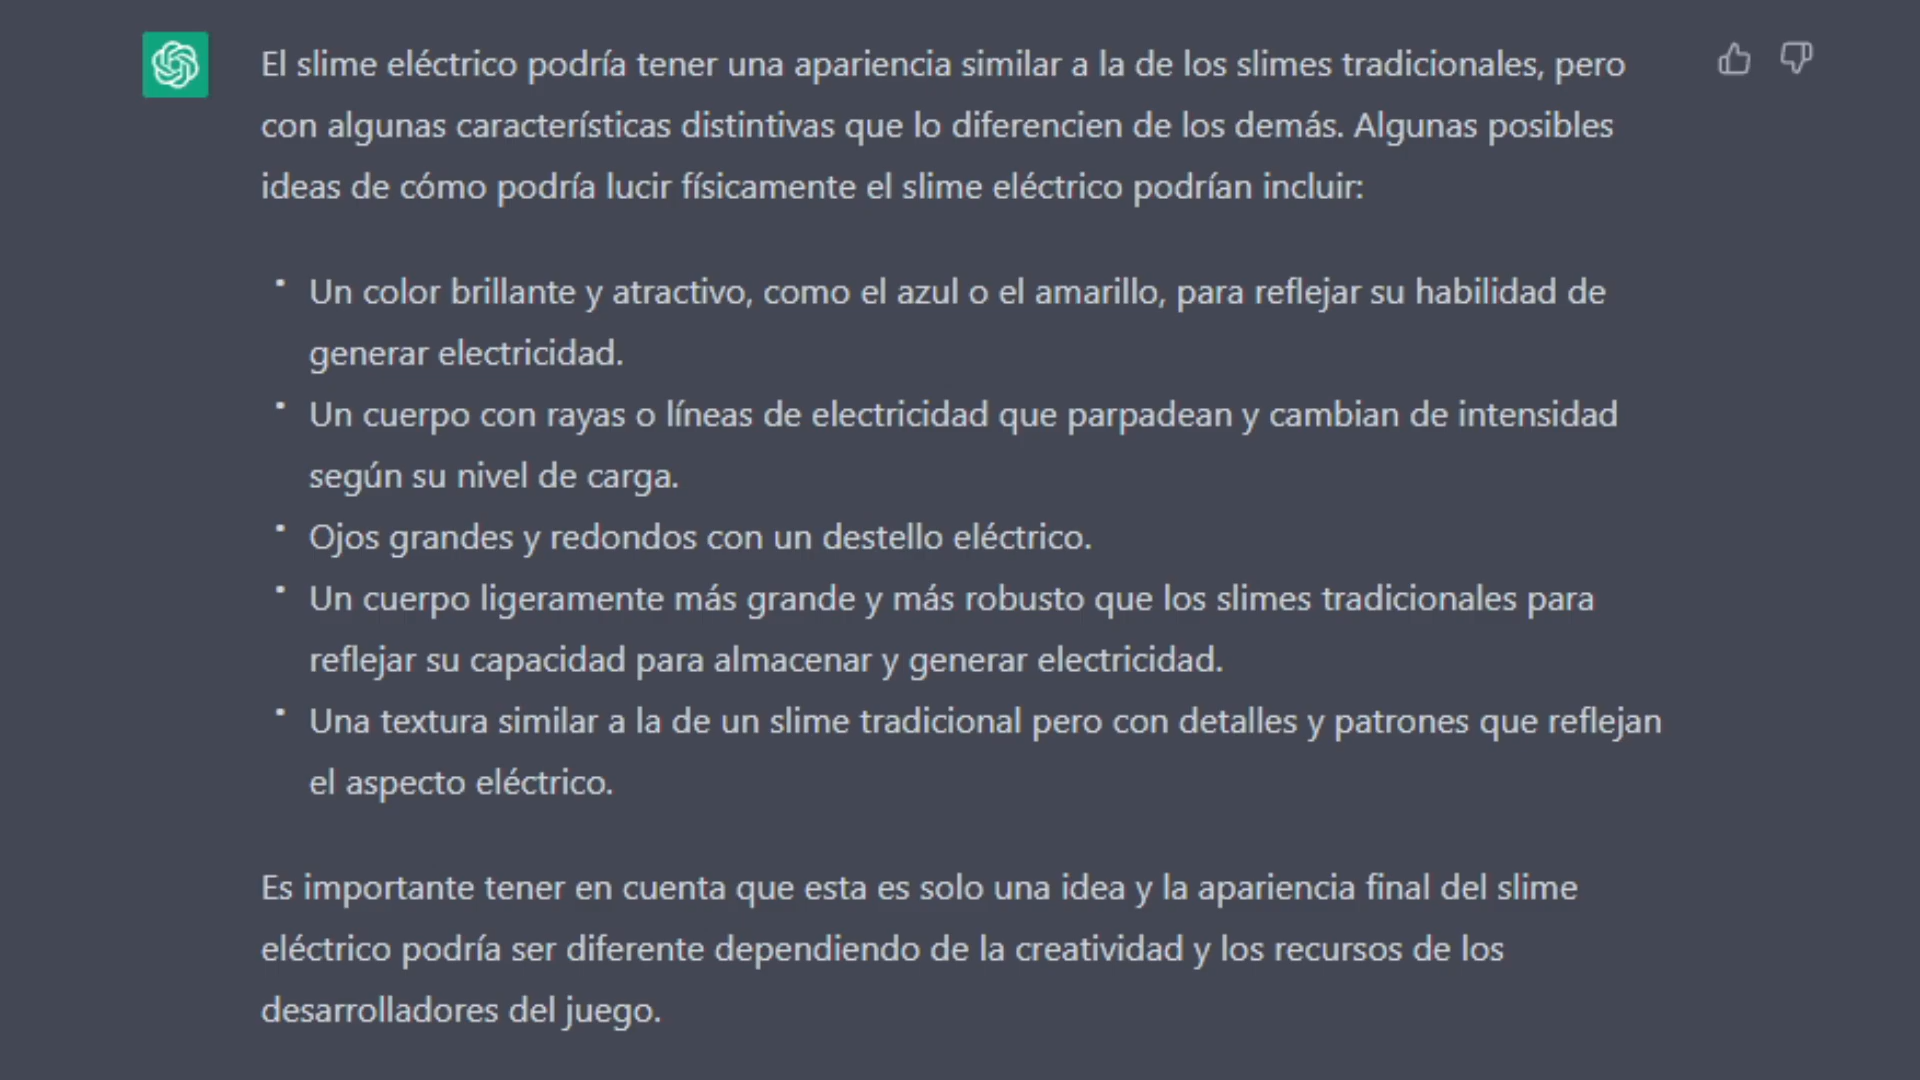 El slime eléctrico podría tener una apariencia similar a la de los slimes tradicionales, pero
con algunas características distintivas que lo diferencien de los demás. Algunas posibles
ideas de cómo podría lucir físicamente el slime eléctrico podrían incluir:
• Un color brillante y atractivo, como el azul o el amarillo, para reflejar su habilidad de
generar electricidad.
• Un cuerpo con rayas o líneas de electricidad que parpadean y cambian de intensidad
según su nivel de carga.
• Ojos grandes y redondos con un destello eléctrico.
• Un cuerpo ligeramente más grande y más robusto que los slimes tradicionales para
reflejar su capacidad para almacenar y generar electricidad.
• Una textura similar a la de un slime tradicional pero con detalles y patrones que reflejan
el aspecto eléctrico.
Es importante tener en cuenta que esta es solo una idea y la apariencia final del slime
eléctrico podría ser diferente dependiendo de la creatividad y los recursos de los
desarrolladores del juego.